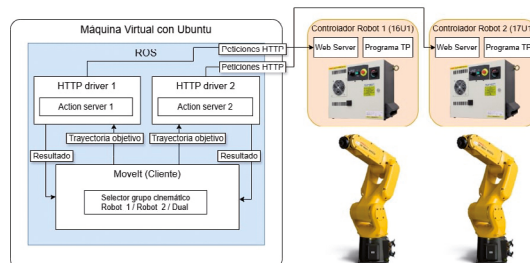 Máquina Virtual con Ubuntu
ROS
Peticiones HTTP
Peticiones HTTP
HTTP driver 1
Action server 1
HTTP driver 2
Action server 2
Trayectoria objetivo
Trayectoria objetivo
Resultado
Resultado
MoveIt (Cliente)
Selector grupo cinemático
Robot 1 / Robot 2 / Dual
Controlador Robot 1 (16U1)
Web Server
Programa TP
Controlador Robot 2 (17U1)
Web Server
Programa TP